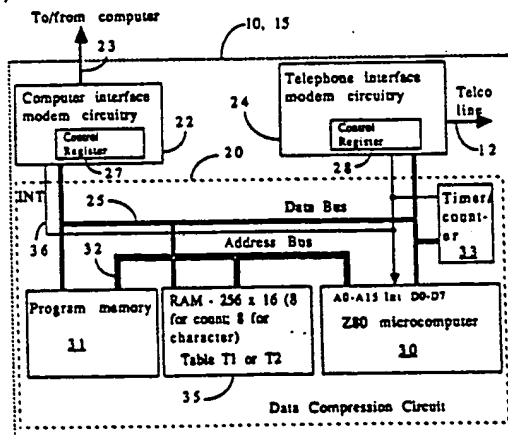 To/from computer
23
10, 15
Computer interface
modem circuitry
Control
Register
22
27
24
Telephone interface
modem circuitry
Control
Register
28
Telco
line
12
20
INT
25
Data Bus
36
32
Address Bus
Timer/
count-
er
33
Program memory
31
RAM - 256 x 16 (8
for count; 8 for
character)
Table T1 or T2
35
A0-A15 Int D0-D7
Z80 microcomputer
30
Data Compression Circuit